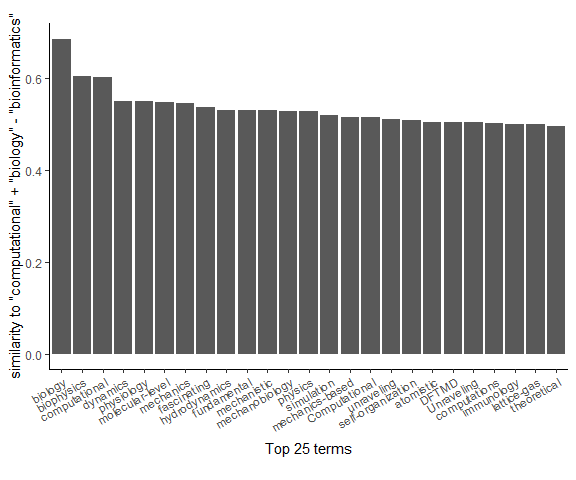 similarity to "computational" + "biology" - "bioinformatics"
0.6
0.4
0.2
0.0
biology
biophysics
computational
dynamics
physiology
molecular-level
mechanics
fascinating
hydrodynamics
fundamental
mechanistic
mechanobiology
physics
simulation
mechanics-based
Computational
unraveling
self-organization
atomistic
DFTMD
Unraveling
computations
immunology
lattice-gas
theoretical
Top 25 terms